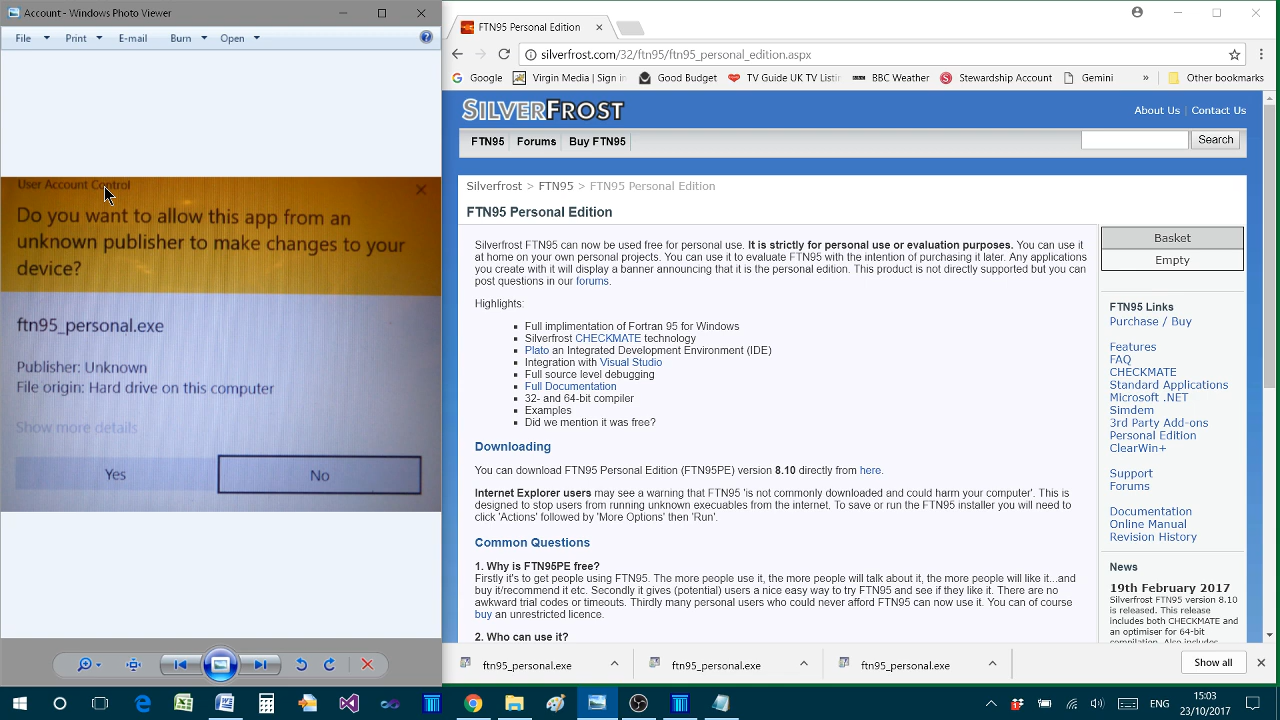 Account - Windows Photo Viewer
File Print E-mail Burn Open
User Account Control
Do you want to allow this app from an
unknown publisher to make changes to your
device?
ftn95_personal.exe
Publisher: Unknown
File origin: Hard drive on this computer
Show more details
Yes No
FTN95 Personal Edition
silverfrost.com/32/ftn95/ftn95_personal_edition.aspx
Google Virgin Media | Sign in Good Budget TV Guide UK TV Listi BBC Weather Stewardship Account Gemini » Other bookmarks
SILVERFROST
About Us | Contact Us
FTN95 Forums Buy FTN95 Search
Silverfrost > FTN95 > FTN95 Personal Edition
FTN95 Personal Edition
Silverfrost FTN95 can now be used free for personal use. It is strictly for personal use or evaluation purposes. You can use it
at home on your own personal projects. You can use it to evaluate FTN95 with the intention of purchasing it later. Any applications
you create with it will display a banner announcing that it is the personal edition. This product is not directly supported but you can
post questions in our forums.
Highlights:
Full implimentation of Fortran 95 for Windows
Silverfrost CHECKMATE technology
Plato an Integrated Development Environment (IDE)
Integration with Visual Studio
Full source level debugging
Full Documentation
32- and 64-bit compiler
Examples
Did we mention it was free?
Downloading
You can download FTN95 Personal Edition (FTN95PE) version 8.10 directly from here.
Internet Explorer users may see a warning that FTN95 'is not commonly downloaded and could harm your computer'. This is
designed to stop users from running unknown execuables from the internet. To save or run the FTN95 installer you will need to
click 'Actions' followed by 'More Options' then 'Run'.
Common Questions
1. Why is FTN95PE free?
Firstly it's to get people using FTN95. The more people use it, the more people will talk about it, the more people will like it...and
buy it/recommend it etc. Secondly it gives (potential) users a nice easy way to try FTN95 and see if they like it. There are no
awkward trial codes or timeouts. Thirdly many personal users who could never afford FTN95 can now use it. You can of course
buy an unrestricted licence.
2. Who can use it?
Basket
Empty
FTN95 Links
Purchase / Buy
Features
FAQ
CHECKMATE
Standard Applications
Microsoft .NET
Simdem
3rd Party Add-ons
Personal Edition
ClearWin+
Support
Forums
Documentation
Online Manual
Revision History
News
19th February 2017
Silverfrost FTN95 version 8.10
is released. This release
includes both CHECKMATE and
an optimiser for 64-bit
compilation. Also includes
ftn95_personal.exe ftn95_personal.exe ftn95_personal.exe Show all
15:03
23/10/2017